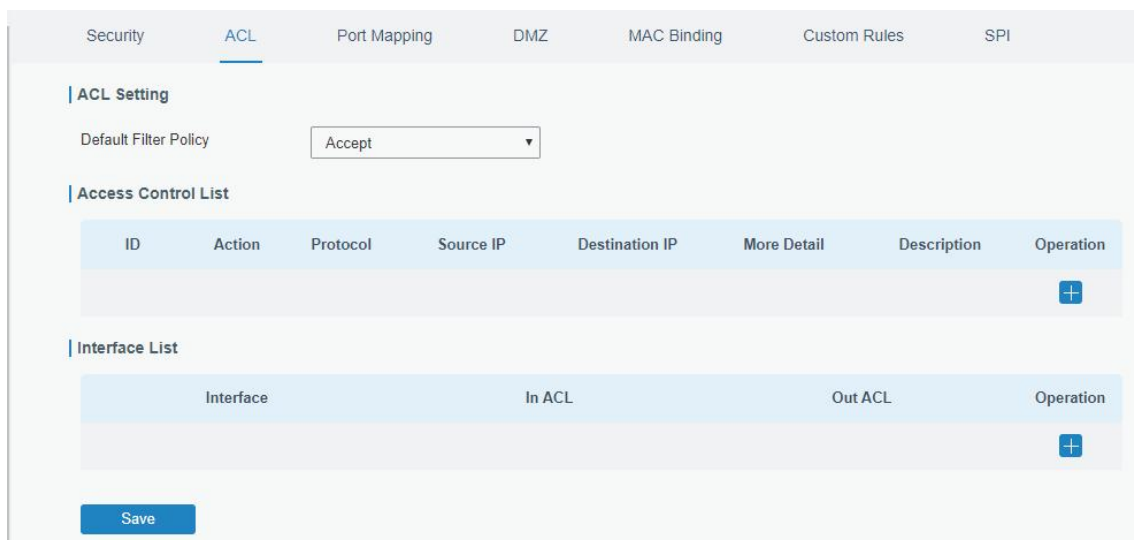 Security ACL Port Mapping DMZ MAC Binding Custom Rules SPI
ACL Setting
Default Filter Policy Accept
Access Control List
ID Action Protocol Source IP Destination IP More Detail Description Operation
Interface List
Interface In ACL Out ACL Operation
Save